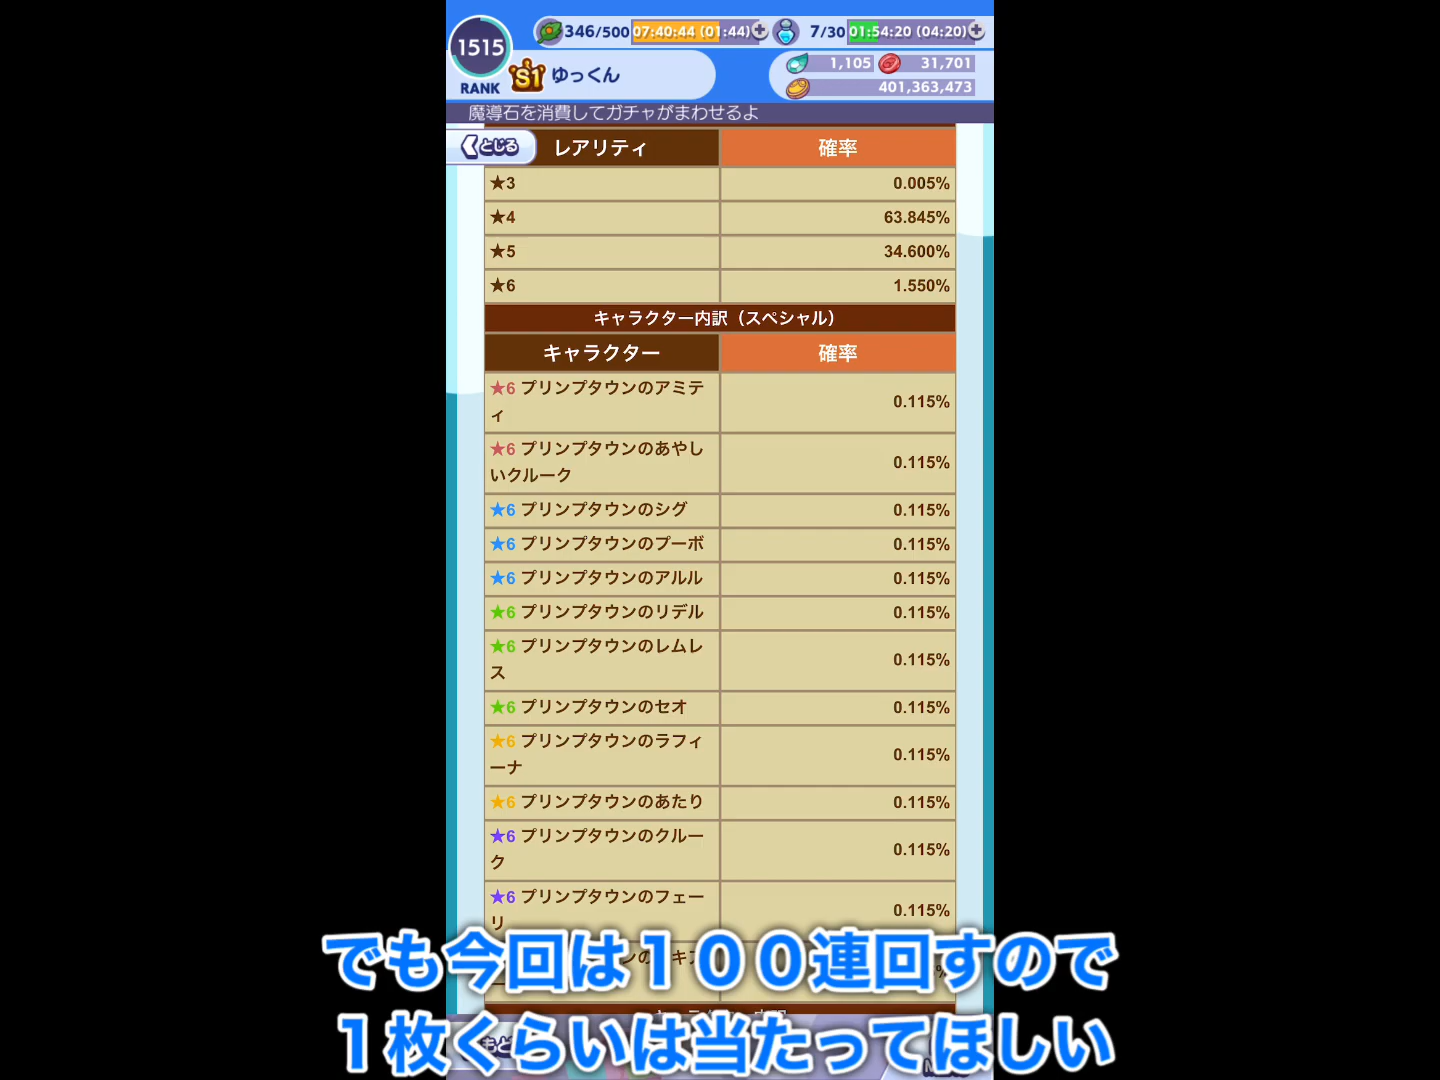 1515
RANK
346/500
07:40:44 (01:44)
7/30
01:54:20 (04:20)
S1
ゆっくん
1,105
31,701
401,363,473
魔導石を消費してガチャがまわせるよ
とじる
レアリティ
確率
★3
0.005%
★4
63.845%
★5
34.600%
★6
1.550%
キャラクター内訳（スペシャル）
キャラクター
確率
★6 プリンプタウンのアミテ
ィ
0.115%
★6 プリンプタウンのあやし
いクルーク
0.115%
★6 プリンプタウンのシグ
0.115%
★6 プリンプタウンのプーボ
0.115%
★6 プリンプタウンのアルル
0.115%
★6 プリンプタウンのリデル
0.115%
★6 プリンプタウンのレムレ
ス
0.115%
★6 プリンプタウンのセオ
0.115%
★6 プリンプタウンのラフィ
ーナ
0.115%
★6 プリンプタウンのあたり
0.115%
★6 プリンプタウンのクルー
ク
0.115%
★6 プリンプタウンのフェー
リ
0.115%
でも今回は１００連回すので
１枚くらいは当たってほしい